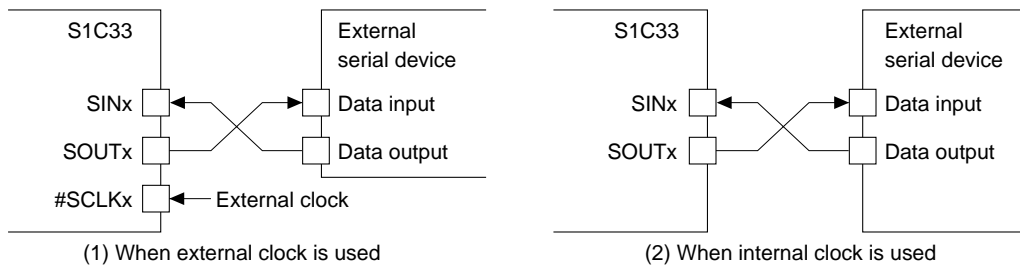 S1C33
External
serial device
SINx
Data input
SOUTx
Data output
#SCLKx
External clock
(1) When external clock is used
S1C33
External
serial device
SINx
Data input
SOUTx
Data output
(2) When internal clock is used